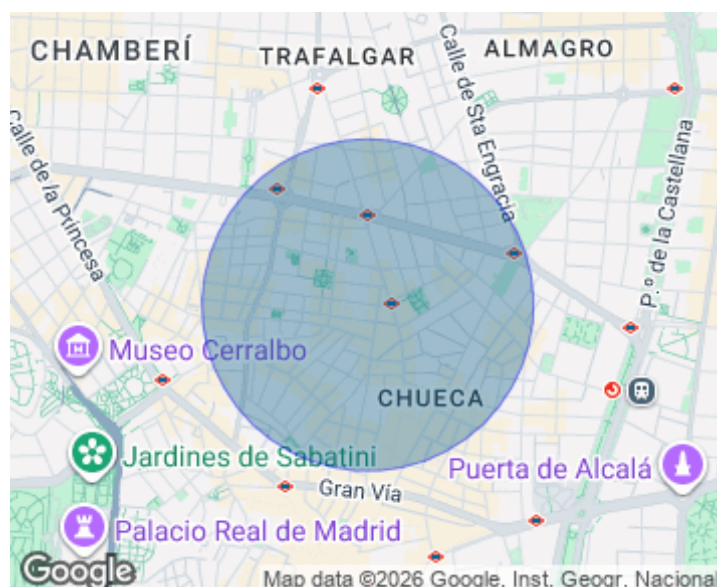 CHAMBERÍ
TRAFALGAR
ALMAGRO
Calle de Sta Engracia
Calle de la Princesa
P.º de la Castellana
Museo Cerralbo
CHUECA
Jardines de Sabatini
Puerta de Alcalá
Gran Vía
Palacio Real de Madrid
Google
Map data ©2026 Google, Inst. Geogr. Nacional